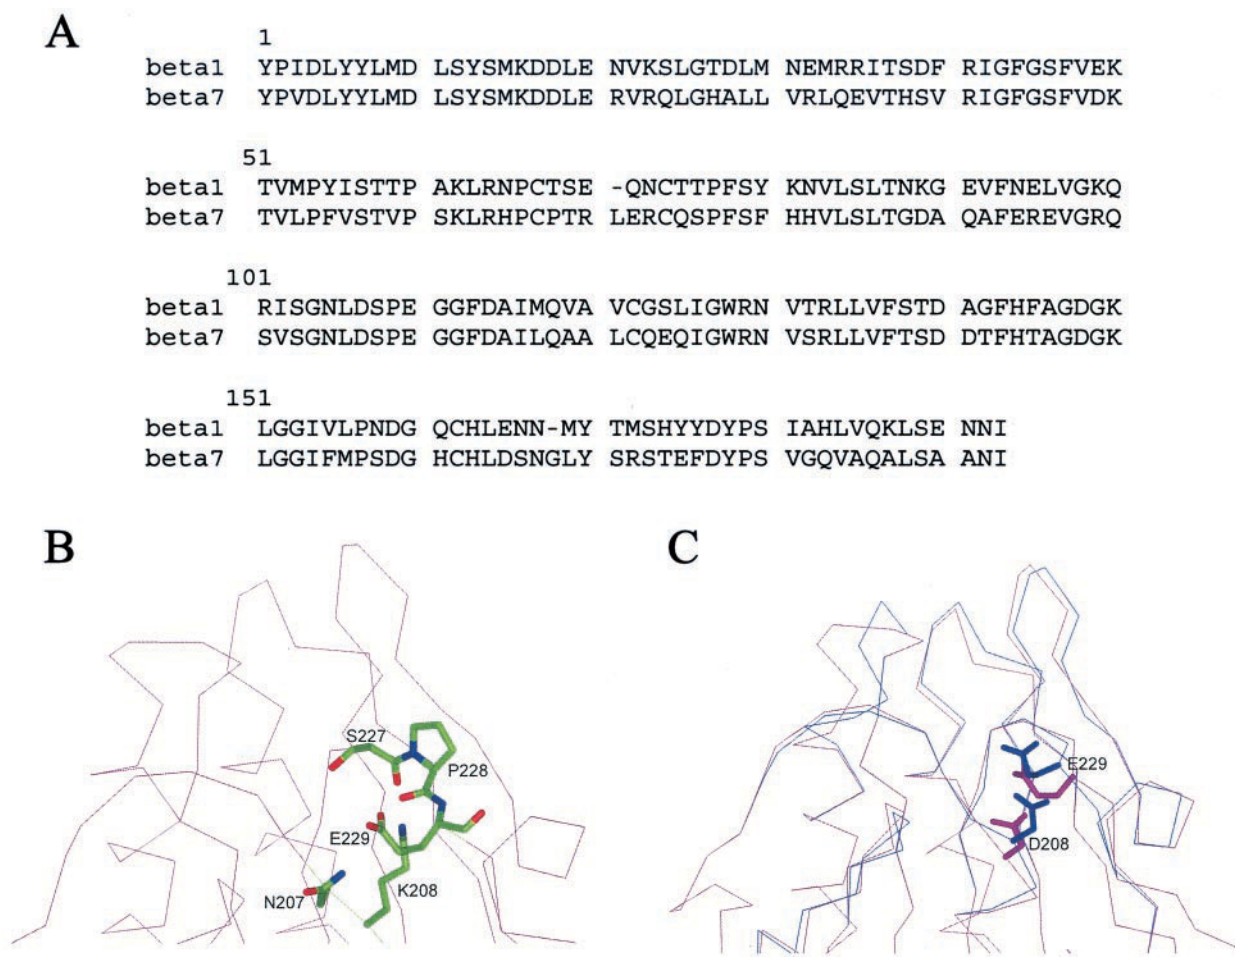 A
1
beta1 YPIDLYYLMD LSYSMKDDLE NVKSLGTDLM NEMRRITSDF RIGFGSFVEK
beta7 YPVDLYYLMD LSYSMKDDLE RVRQLGHALL VRLQEVTHSV RIGFGSFVDK
51
beta1 TVMPYISTTP AKLRNPCTSE -QNCTTPFSY KNVLSLTNKG EVFNELVGKQ
beta7 TVLPFVSTVP SKLRHPCPTR LERCQSPFSF HHVLSLTGDA QAFEREVGRQ
101
beta1 RISGNLDSPE GGFDAIMQVA VCGSLIGWRN VTRLLVFSTD AGFHFAGDGK
beta7 SVSGNLDSPE GGFDAILQAA LCQEQIGWRN VSRLLVFTSD DTFHTAGDGK
151
beta1 LGGIVLPNDG QCHLENN-MY TMSHYYDYPS IAHLVQKLSE NNI
beta7 LGGIFMPSDG HCHLDSNGLY SRSTEFDYPS VGQVAQALSA ANI
B
S227
P228
E229
K208
N207
C
E229
D208